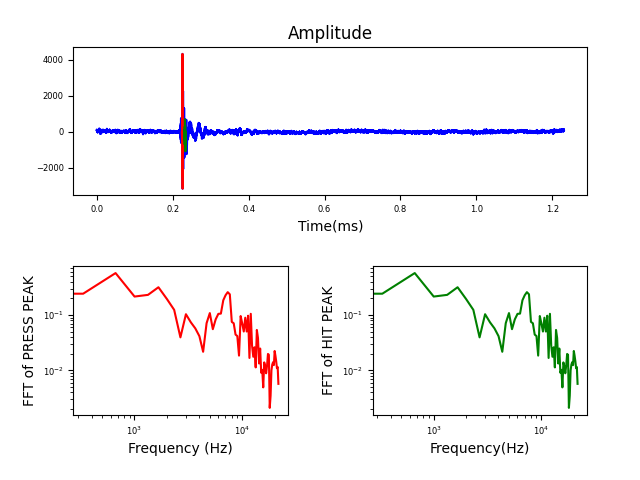 Amplitude
4000
2000
0
−2000
0.0 0.2 0.4 0.6 0.8 1.0 1.2
Time(ms)
FFT of PRESS PEAK
10⁻¹
10⁻²
10³ 10⁴
Frequency (Hz)
FFT of HIT PEAK
10⁻¹
10⁻²
10³ 10⁴
Frequency(Hz)